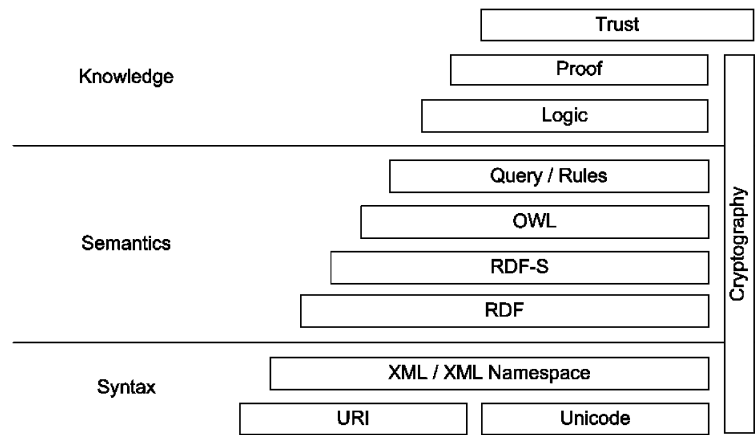 Trust
Knowledge
Proof
Logic
Query / Rules
OWL
Semantics
RDF-S
RDF
Cryptography
XML / XML Namespace
Syntax
URI
Unicode